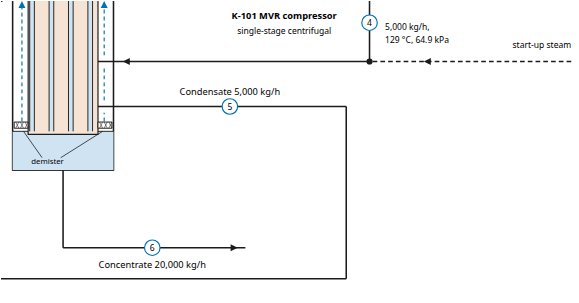 K-101 MVR compressor
single-stage centrifugal
4
5,000 kg/h,
129 °C, 64.9 kPa
start-up steam
Condensate 5,000 kg/h
5
demister
6
Concentrate 20,000 kg/h